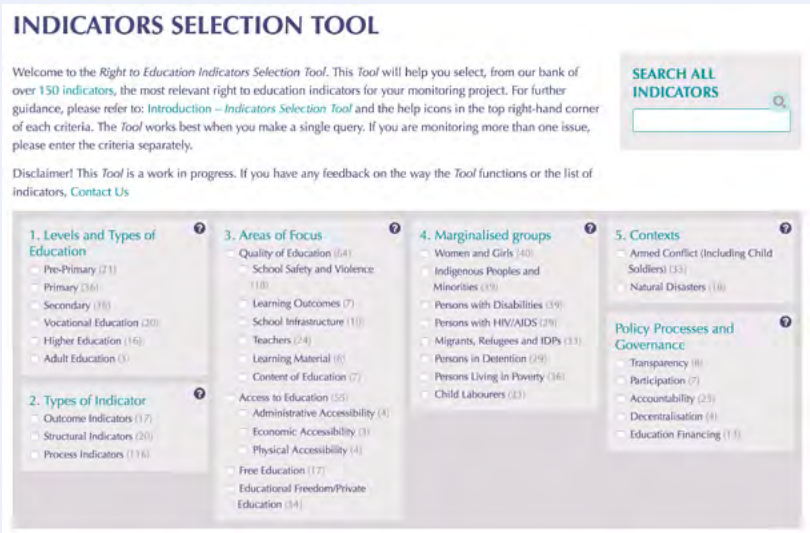 INDICATORS SELECTION TOOL
Welcome to the Right to Education Indicators Selection Tool. This Tool will help you select, from our bank of
over 150 indicators, the most relevant right to education indicators for your monitoring project. For further
guidance, please refer to: Introduction – Indicators Selection Tool and the help icons in the top right-hand corner
of each criteria. The Tool works best when you make a single query. If you are monitoring more than one issue,
please enter the criteria separately.
Disclaimer! This Tool is a work in progress. If you have any feedback on the way the Tool functions or the list of
indicators, Contact Us
SEARCH ALL
INDICATORS
1. Levels and Types of
Education
Pre-Primary (21)
Primary (36)
Secondary (36)
Vocational Education (20)
Higher Education (16)
Adult Education
2. Types of Indicator
Outcome Indicators (17)
Structural Indicators (20)
Process Indicators (116)
3. Areas of Focus
Quality of Education (64)
School Safety and Violence
(18)
Learning Outcomes (7)
School Infrastructure (10)
Teachers (24)
Learning Material (6)
Content of Education (7)
Access to Education (55)
Administrative Accessibility (4)
Economic Accessibility (3)
Physical Accessibility (4)
Free Education (17)
Educational Freedom/Private
Education (34)
4. Marginalised groups
Women and Girls (40)
Indigenous Peoples and
Minorities (39)
Persons with Disabilities (39)
Persons with HIV/AIDS (29)
Migrants, Refugees and IDPs (33)
Persons in Detention (29)
Persons Living in Poverty (36)
Child Labourers (33)
5. Contexts
Armed Conflict (Including Child
Soldiers) (33)
Natural Disasters (18)
Policy Processes and
Governance
Transparency (8)
Participation (7)
Accountability (25)
Decentralisation (4)
Education Financing (13)